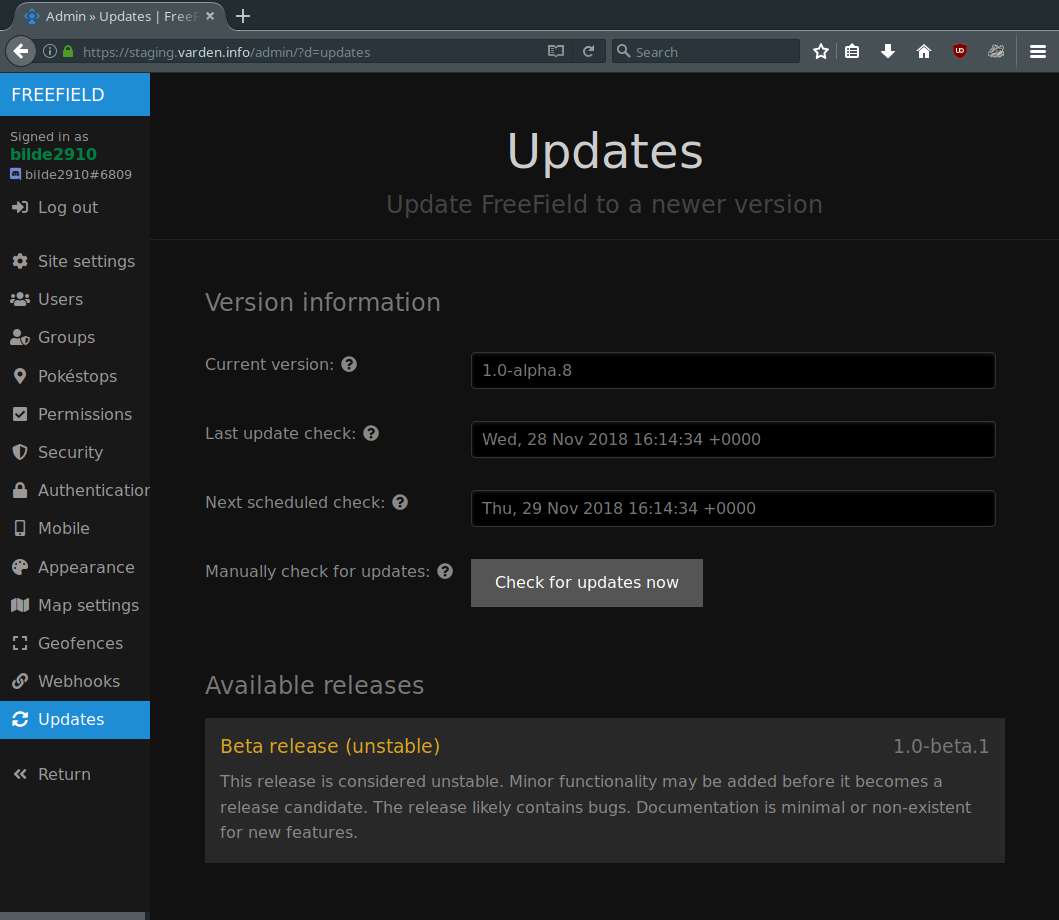 Admin » Updates | FreeF
https://staging.varden.info/admin/?d=updates
Search
FREEFIELD
Signed in as
bilde2910
bilde2910#6809
Log out
Site settings
Users
Groups
Pokéstops
Permissions
Security
Authentication
Mobile
Appearance
Map settings
Geofences
Webhooks
Updates
Return
Updates
Update FreeField to a newer version
Version information
Current version:
1.0-alpha.8
Last update check:
Wed, 28 Nov 2018 16:14:34 +0000
Next scheduled check:
Thu, 29 Nov 2018 16:14:34 +0000
Manually check for updates:
Check for updates now
Available releases
Beta release (unstable) 1.0-beta.1
This release is considered unstable. Minor functionality may be added before it becomes a
release candidate. The release likely contains bugs. Documentation is minimal or non-existent
for new features.